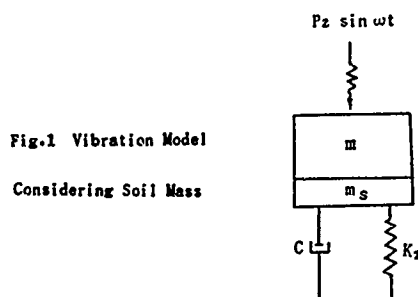 Pz sin ωt
Fig.1 Vibration Model
Considering Soil Mass
m
ms
C
Kz